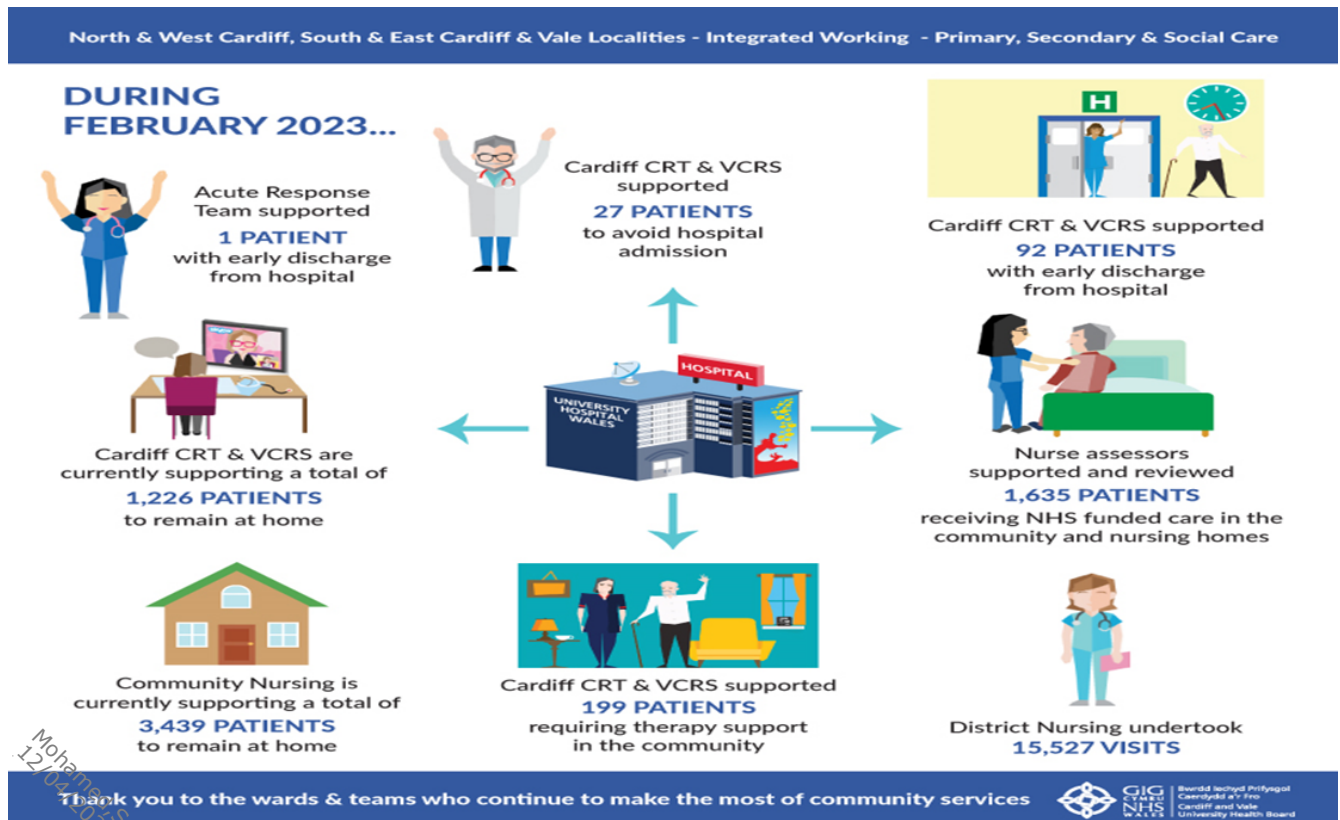 North & West Cardiff, South & East Cardiff & Vale Localities - Integrated Working - Primary, Secondary & Social Care
DURING
FEBRUARY 2023...
Acute Response
Team supported
1 PATIENT
with early discharge
from hospital
Cardiff CRT & VCRS
supported
27 PATIENTS
to avoid hospital
admission
H
Cardiff CRT & VCRS supported
92 PATIENTS
with early discharge
from hospital
Cardiff CRT & VCRS are
currently supporting a total of
1,226 PATIENTS
to remain at home
HOSPITAL
UNIVERSITY
HOSPITAL
WALES
Nurse assessors
supported and reviewed
1,635 PATIENTS
receiving NHS funded care in the
community and nursing homes
Community Nursing is
currently supporting a total of
3,439 PATIENTS
to remain at home
Cardiff CRT & VCRS supported
199 PATIENTS
requiring therapy support
in the community
District Nursing undertook
15,527 VISITS
Thank you to the wards & teams who continue to make the most of community services
GIG
CYMRU
NHS
WALES
Bwrdd Iechyd Prifysgol
Caerdydd a'r Fro
Cardiff and Vale
University Health Board